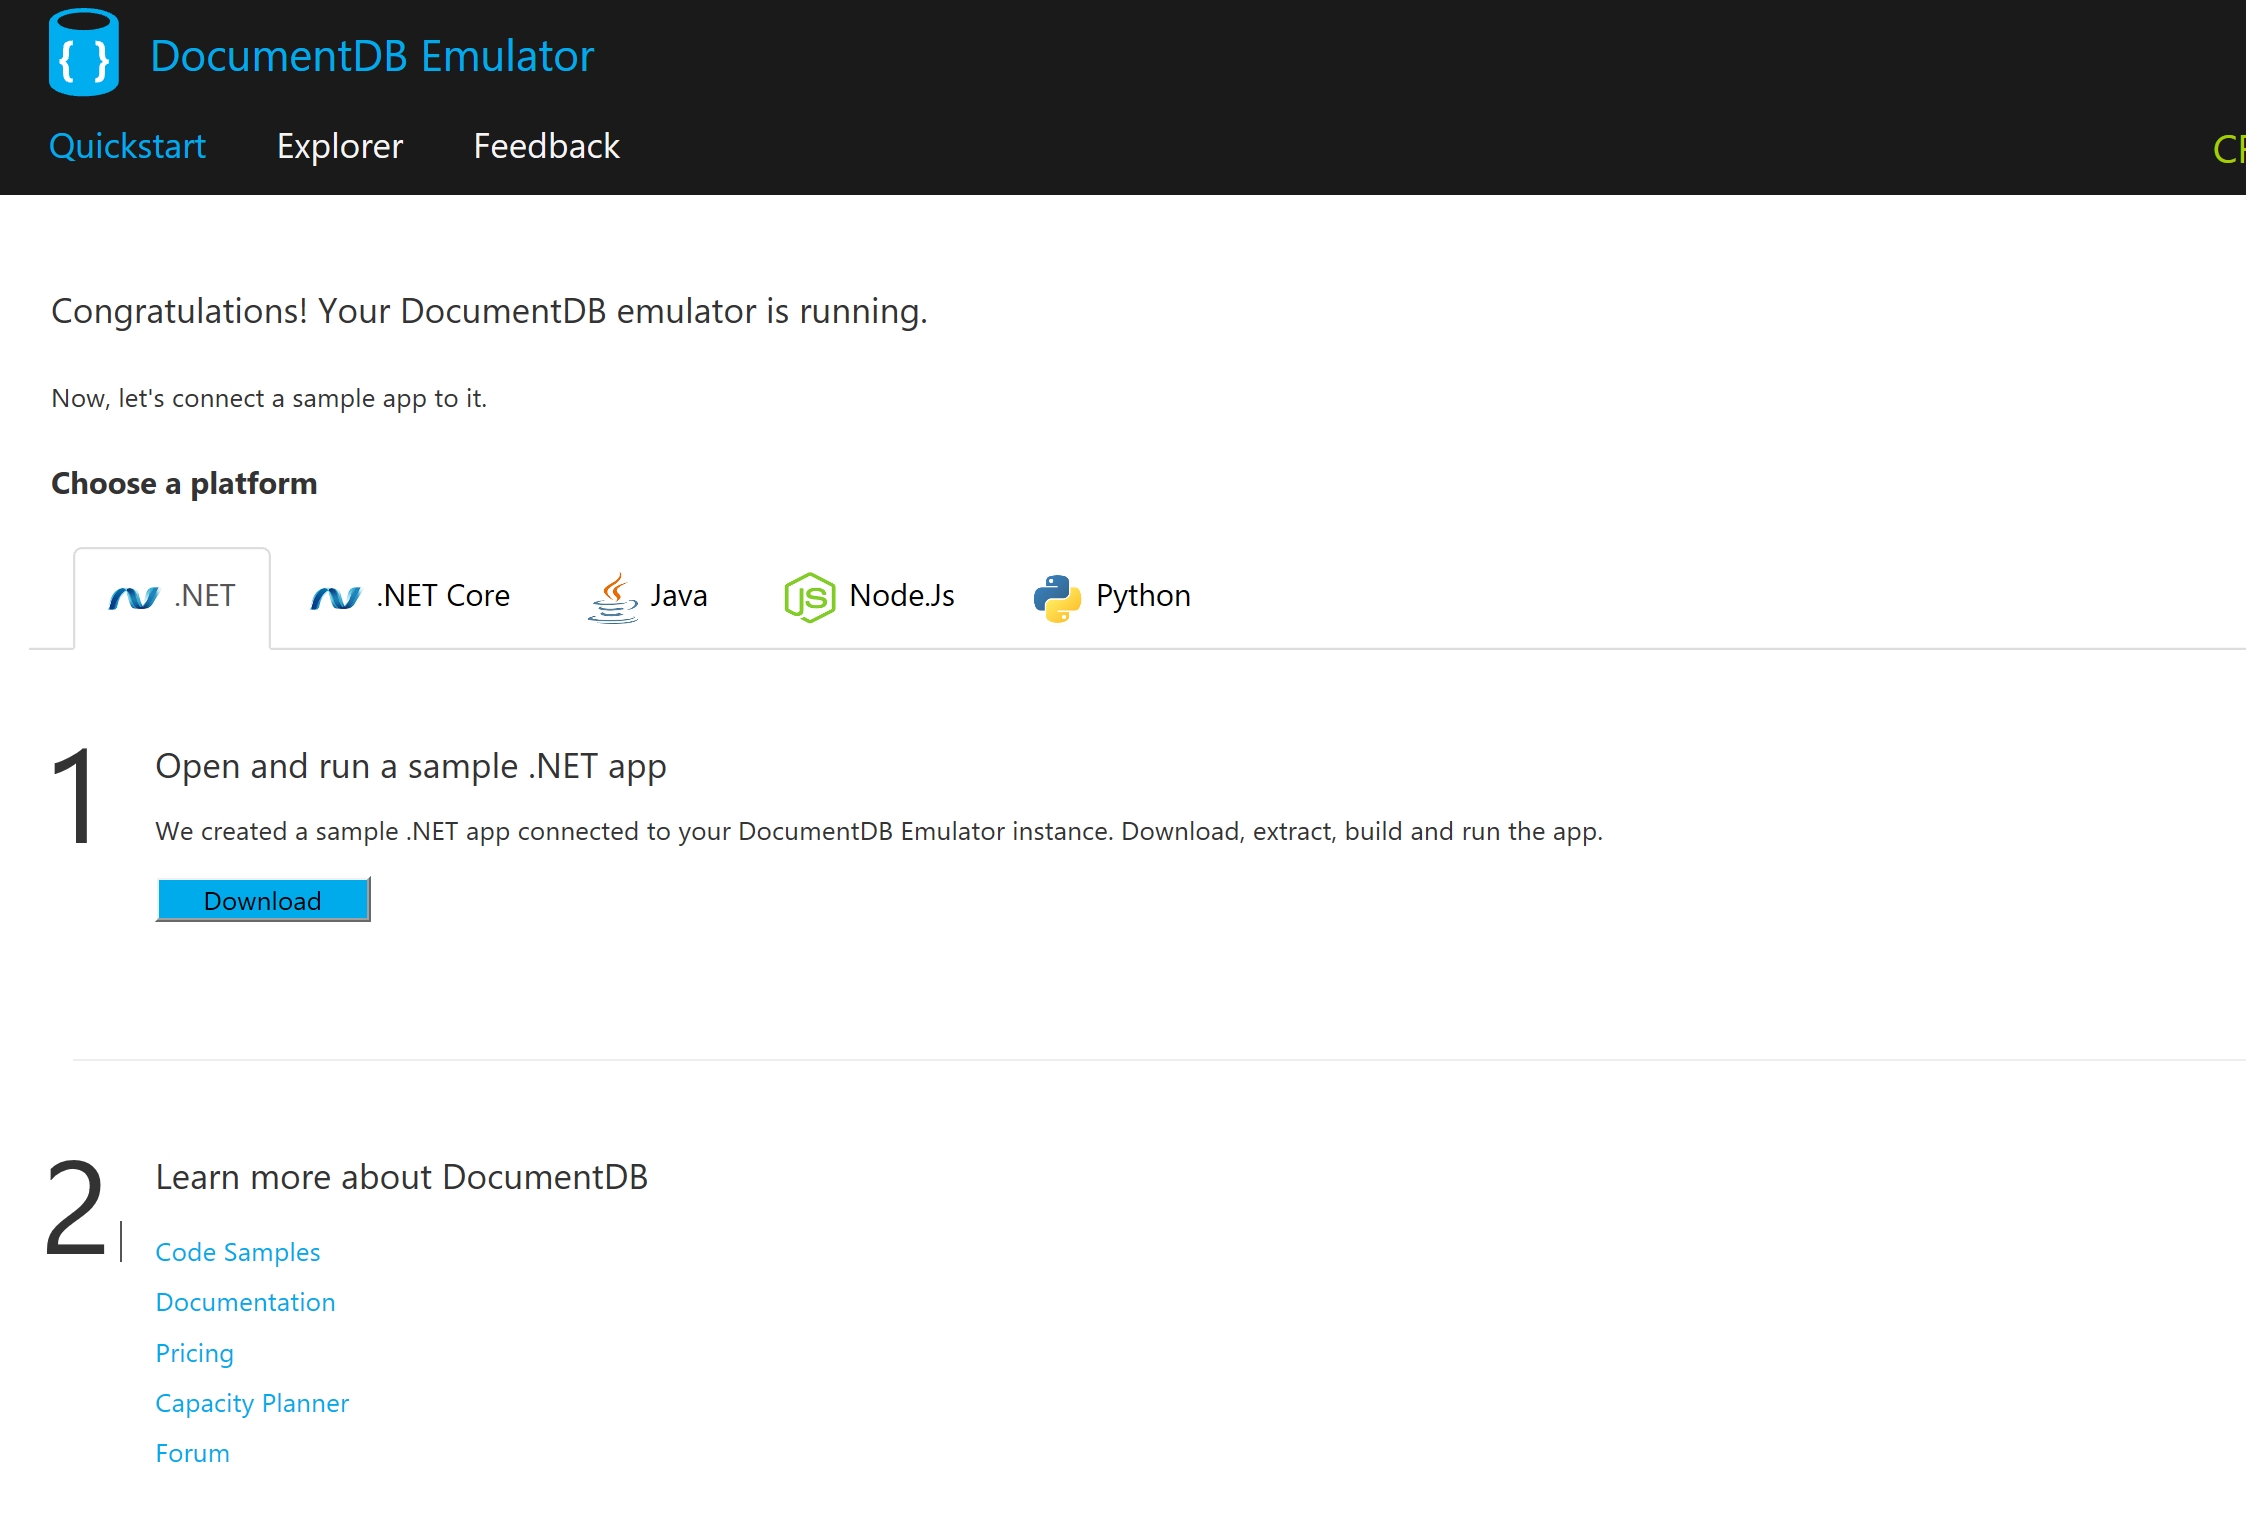 { } DocumentDB Emulator
Quickstart Explorer Feedback
Congratulations! Your DocumentDB emulator is running.
Now, let's connect a sample app to it.
Choose a platform
.NET .NET Core Java JS Node.Js Python
1 Open and run a sample .NET app
We created a sample .NET app connected to your DocumentDB Emulator instance. Download, extract, build and run the app.
Download
2 Learn more about DocumentDB
Code Samples
Documentation
Pricing
Capacity Planner
Forum